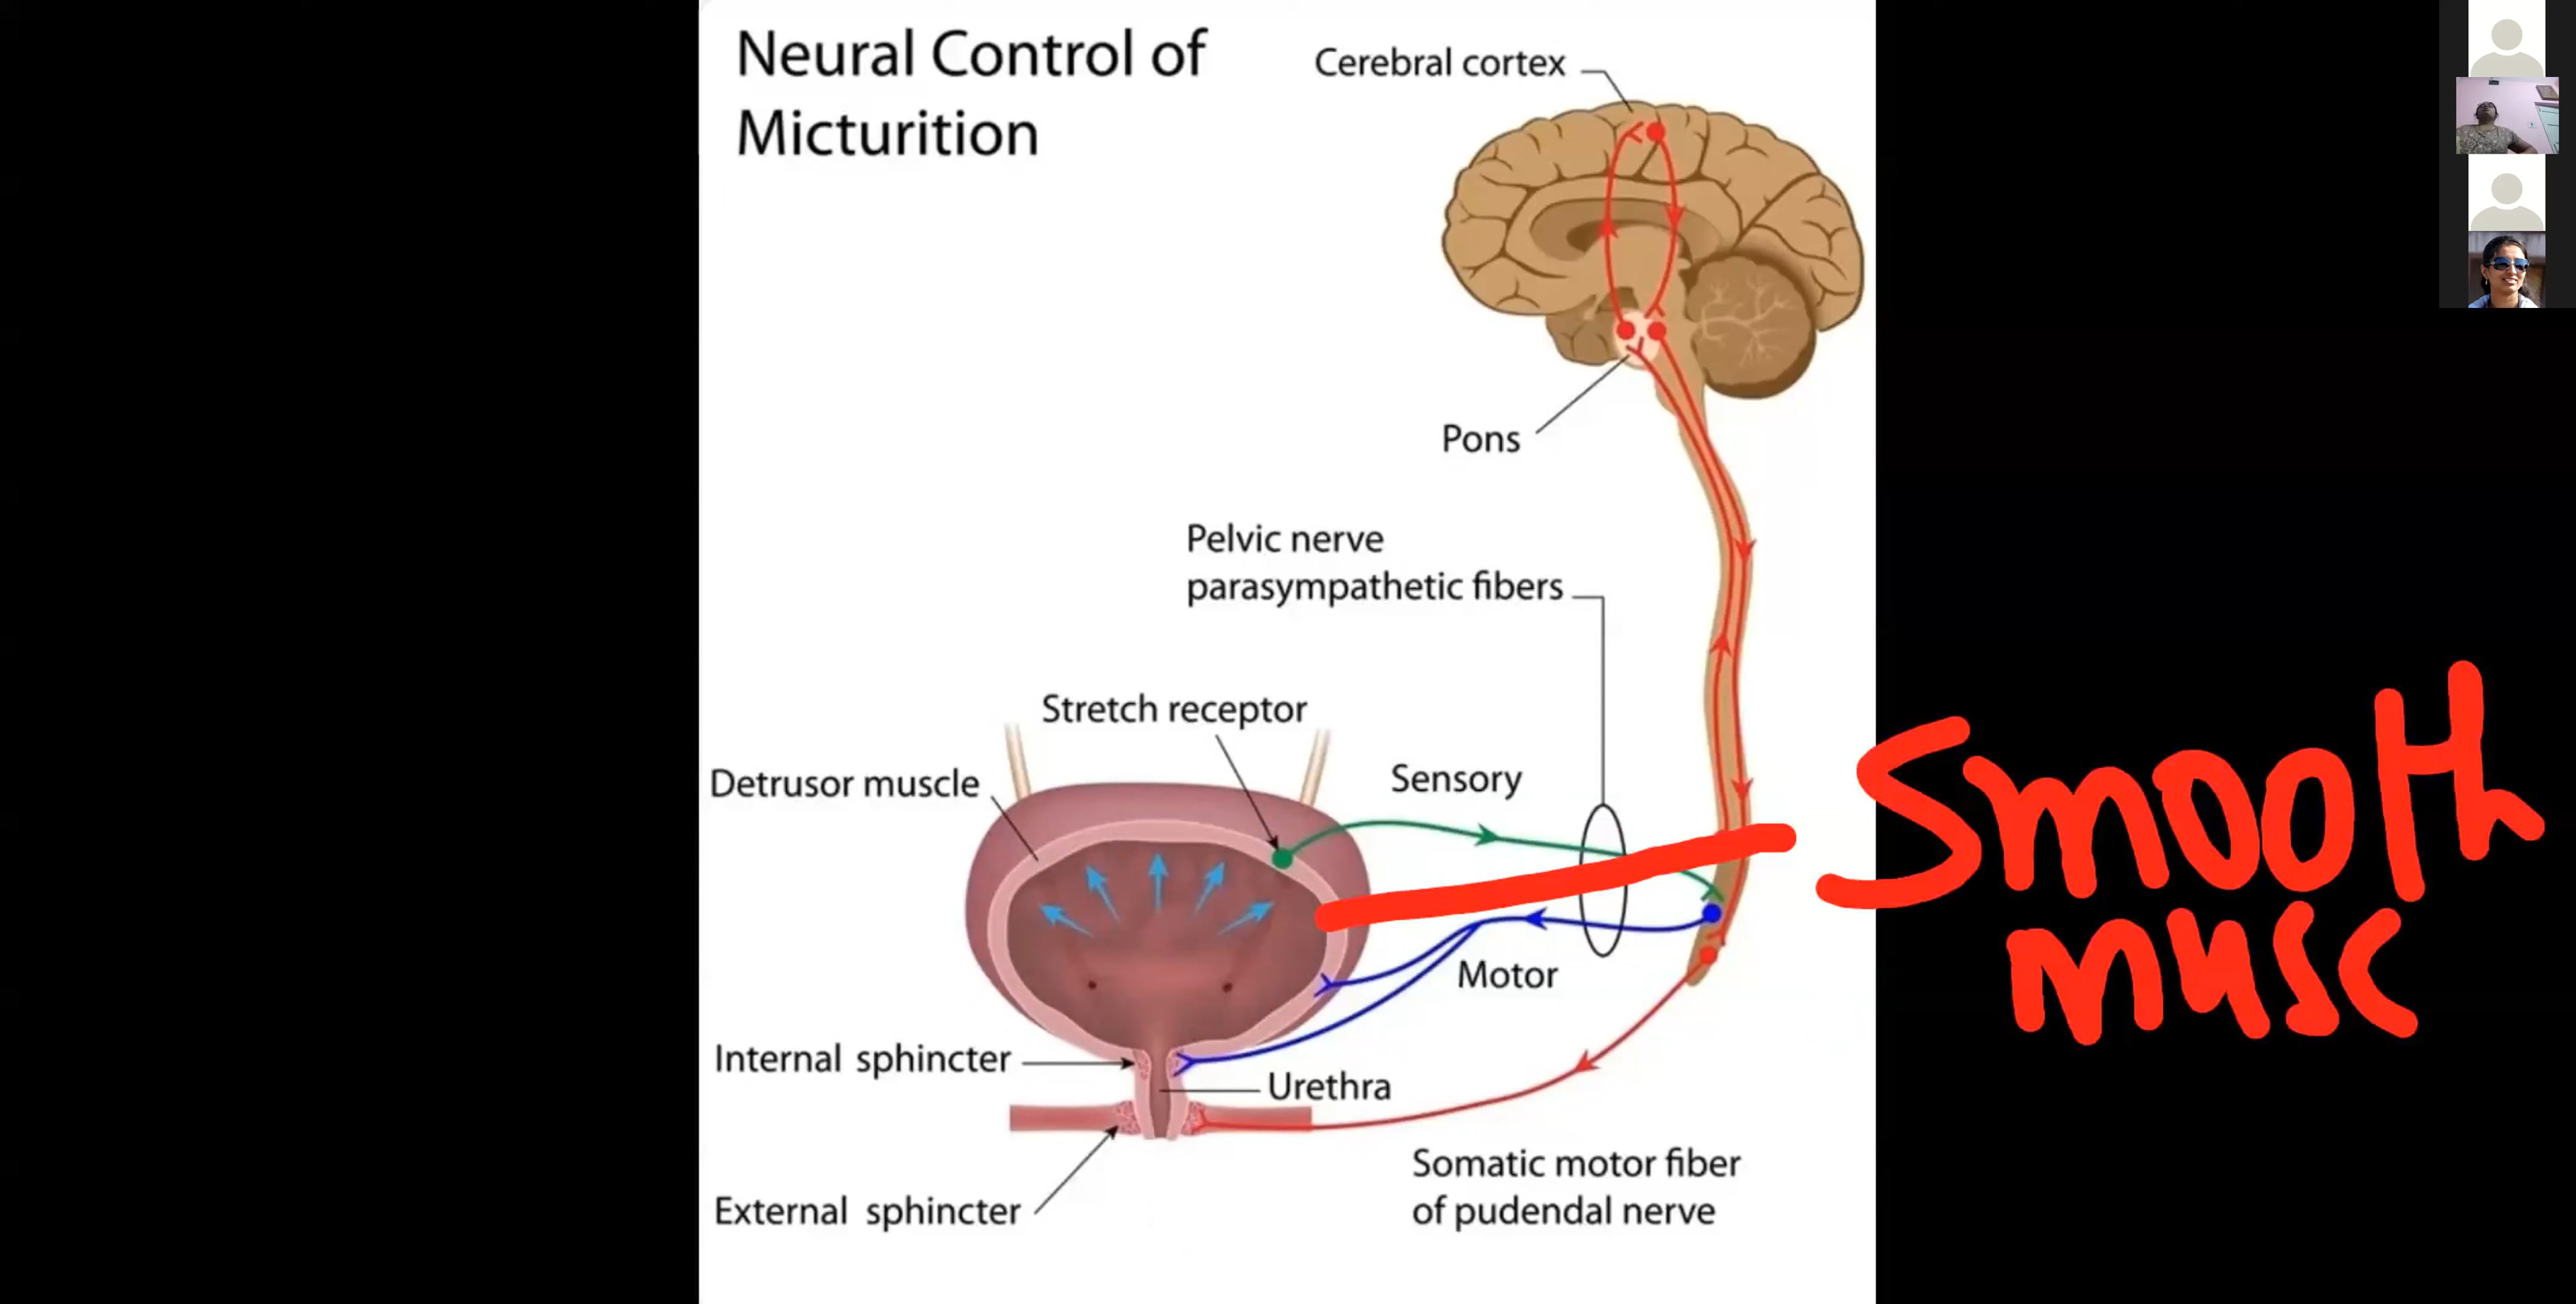 Neural Control of
Micturition
Cerebral cortex
Pons
Pelvic nerve
parasympathetic fibers
Stretch receptor
Detrusor muscle
Sensory
Smooth
musc
Motor
Internal sphincter
Urethra
External sphincter
Somatic motor fiber
of pudendal nerve